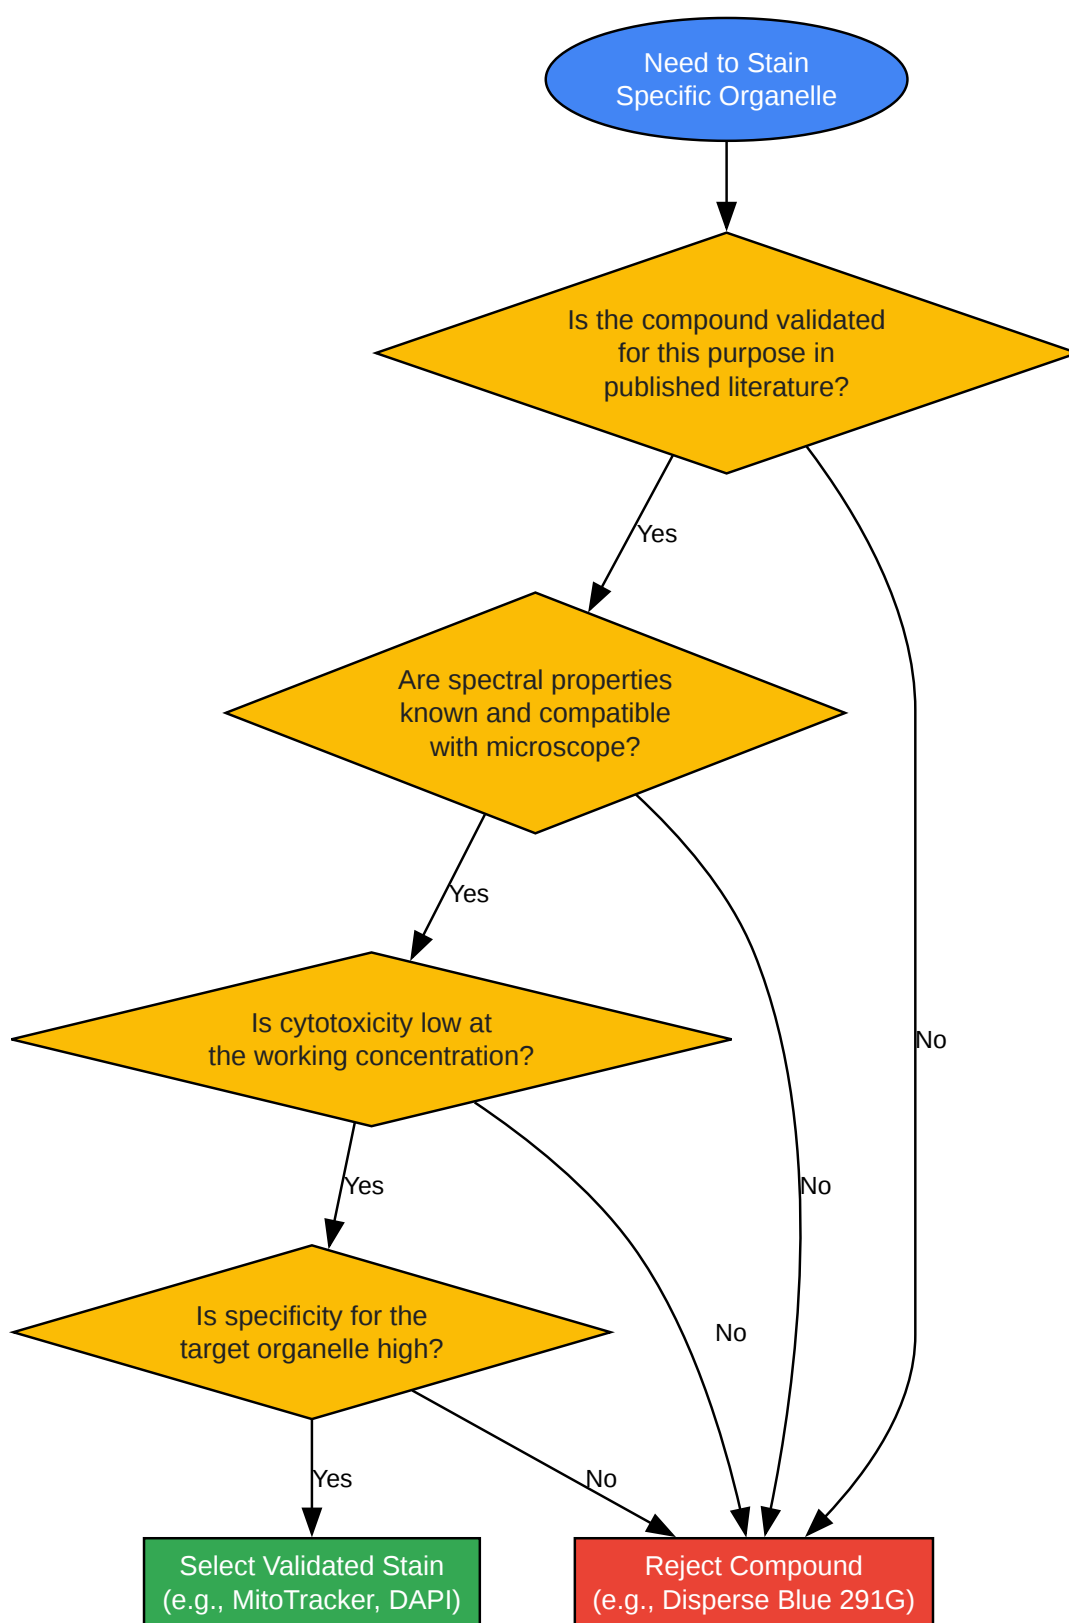 Need to Stain
Specific Organelle
Is the compound validated
for this purpose in
published literature?
Yes
Are spectral properties
known and compatible
with microscope?
Yes
No
Is cytotoxicity low at
the working concentration?
Yes
No
Is specificity for the
target organelle high?
No
Yes
No
Select Validated Stain
(e.g., MitoTracker, DAPI)
Reject Compound
(e.g., Disperse Blue 291G)